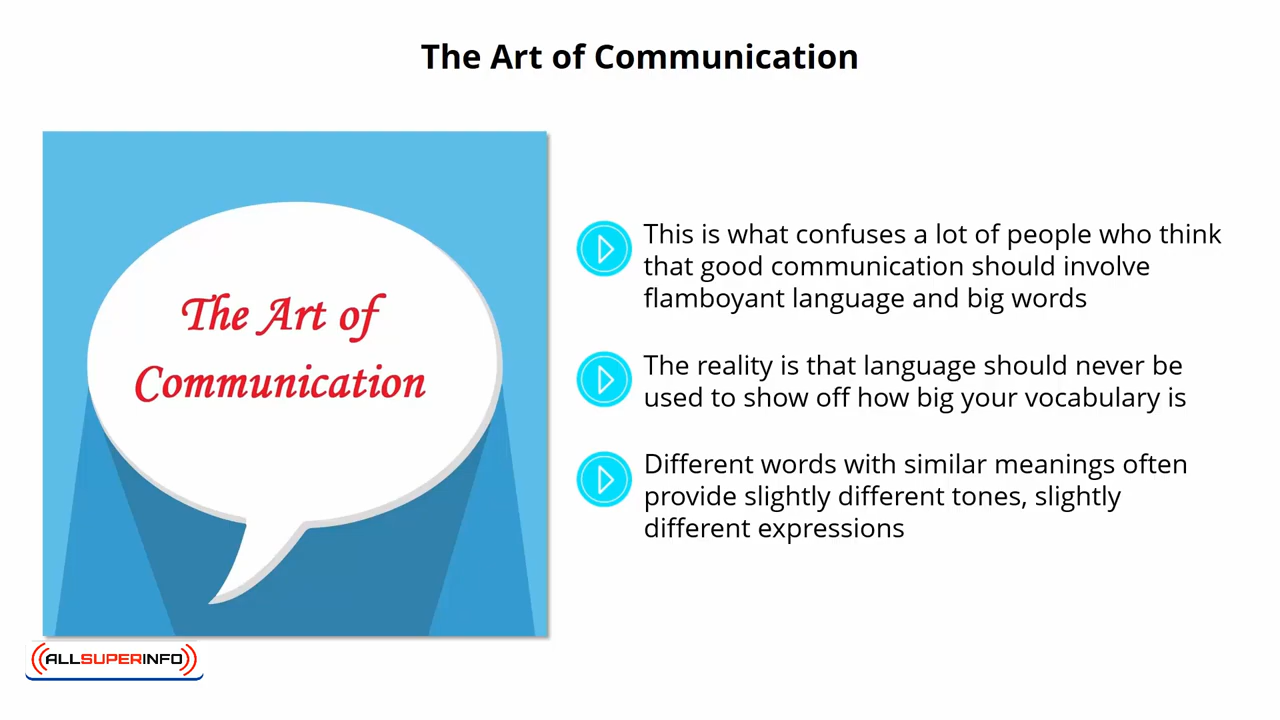 The Art of Communication
The Art of
Communication
This is what confuses a lot of people who think
that good communication should involve
flamboyant language and big words
The reality is that language should never be
used to show off how big your vocabulary is
Different words with similar meanings often
provide slightly different tones, slightly
different expressions
ALLSUPERINFO